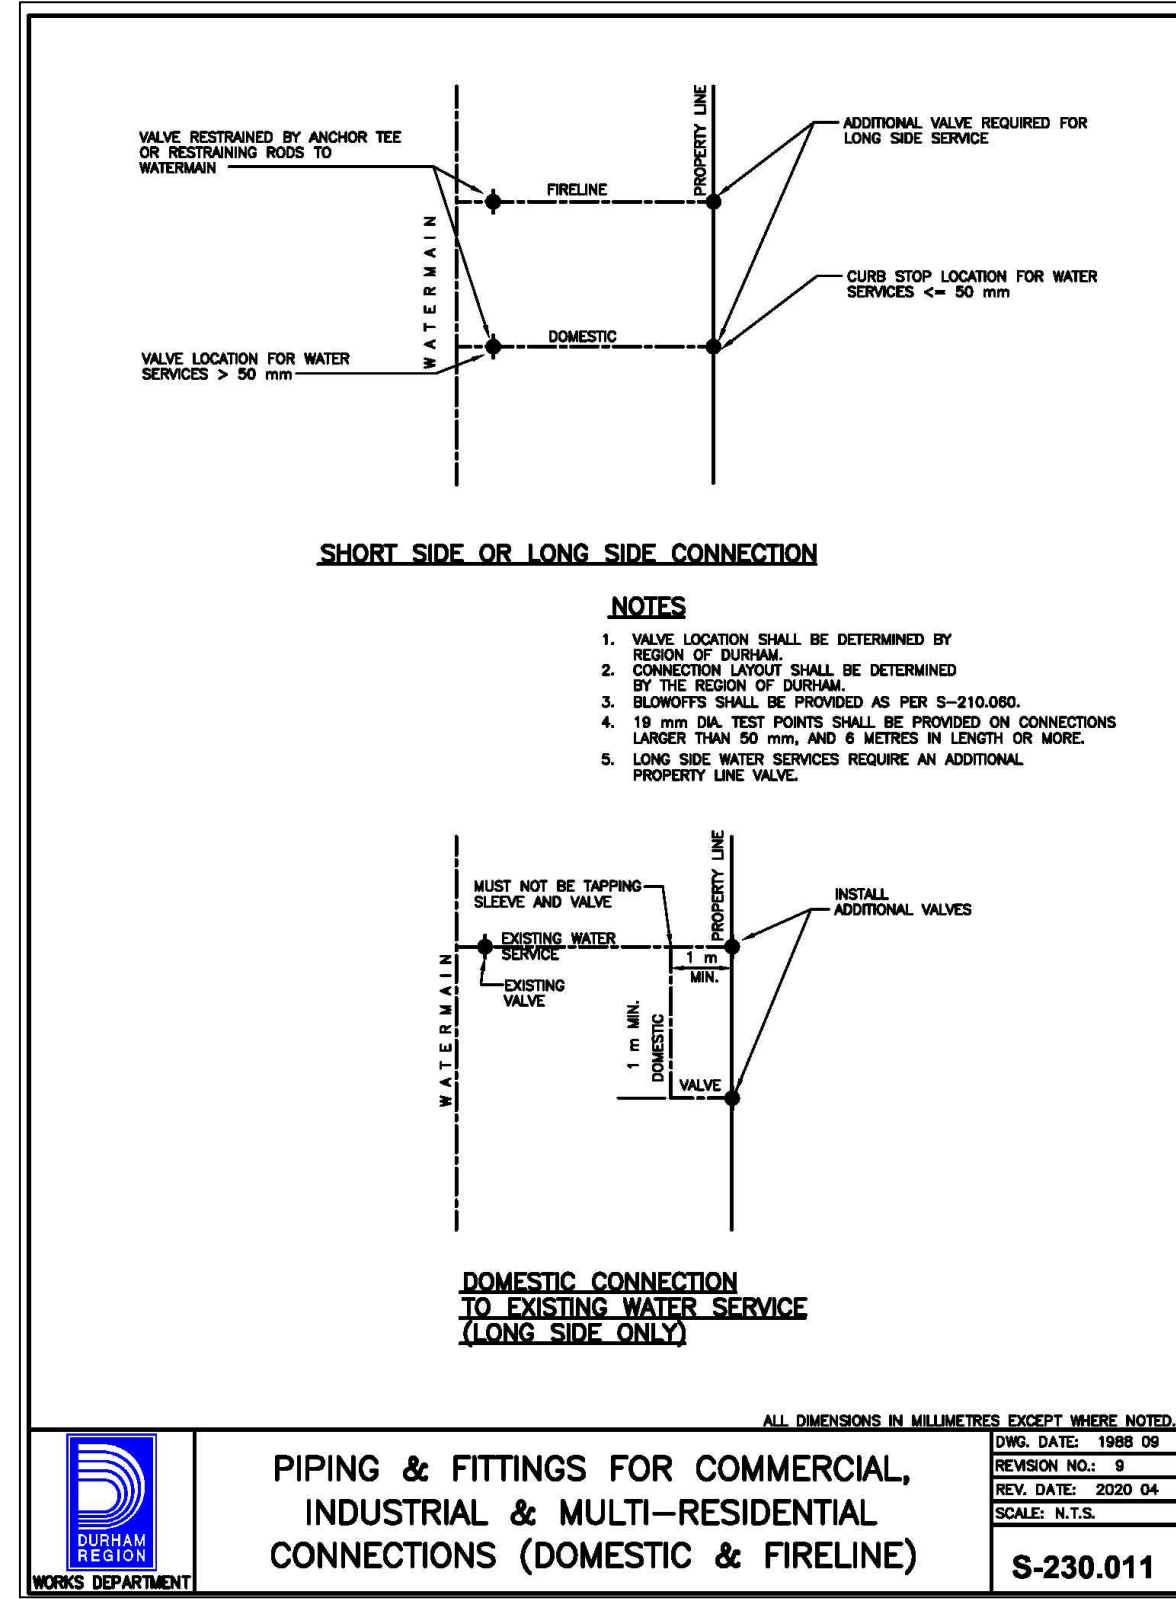 PROPERTY LINE
VALVE RESTRAINED BY ANCHOR TEE
OR RESTRAINING RODS TO
WATERMAIN
ADDITIONAL VALVE REQUIRED FOR
LONG SIDE SERVICE
FIRELINE
WATERMAIN
CURB STOP LOCATION FOR WATER
SERVICES <= 50 mm
DOMESTIC
VALVE LOCATION FOR WATER
SERVICES > 50 mm
SHORT SIDE OR LONG SIDE CONNECTION
NOTES
1. VALVE LOCATION SHALL BE DETERMINED BY
REGION OF DURHAM.
2. CONNECTION LAYOUT SHALL BE DETERMINED
BY THE REGION OF DURHAM.
3. BLOWOFFS SHALL BE PROVIDED AS PER S-210.060.
4. 19 mm DIA. TEST POINTS SHALL BE PROVIDED ON CONNECTIONS
LARGER THAN 50 mm, AND 6 METRES IN LENGTH OR MORE.
5. LONG SIDE WATER SERVICES REQUIRE AN ADDITIONAL
PROPERTY LINE VALVE.
PROPERTY LINE
MUST NOT BE TAPPING
SLEEVE AND VALVE
INSTALL
ADDITIONAL VALVES
EXISTING WATER
SERVICE
1 m
MIN.
EXISTING
VALVE
WATERMAIN
1 m MIN.
DOMESTIC
VALVE
DOMESTIC CONNECTION
TO EXISTING WATER SERVICE
(LONG SIDE ONLY)
ALL DIMENSIONS IN MILLIMETRES EXCEPT WHERE NOTED.
DURHAM
REGION
WORKS DEPARTMENT
PIPING & FITTINGS FOR COMMERCIAL,
INDUSTRIAL & MULTI-RESIDENTIAL
CONNECTIONS (DOMESTIC & FIRELINE)
DWG. DATE: 1988 09
REVISION NO.: 9
REV. DATE: 2020 04
SCALE: N.T.S.
S-230.011